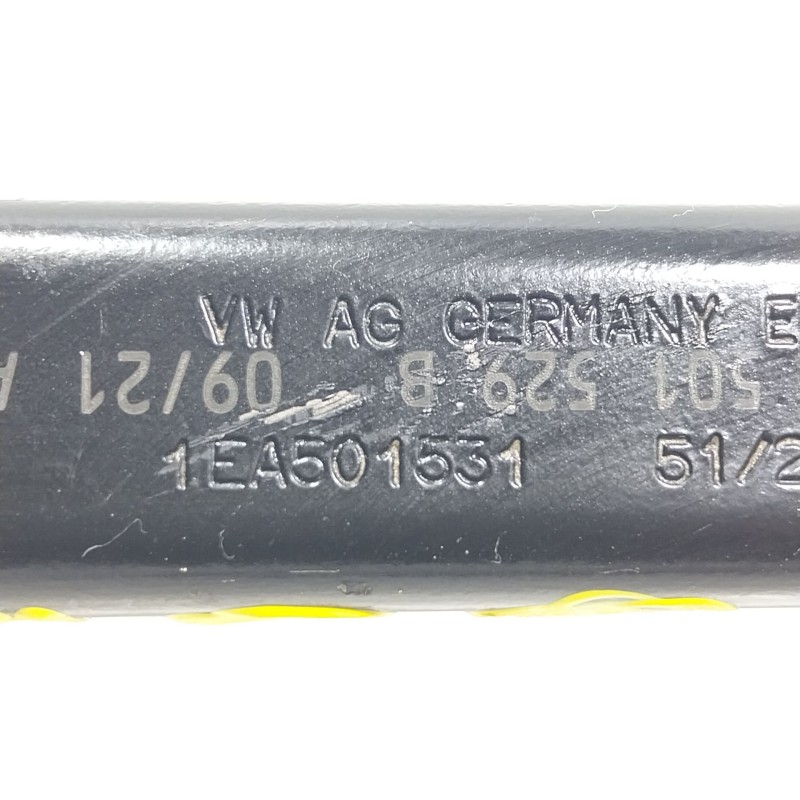 VW AG GERMANY E
501 529 B 09/21 A
1EA501531 51/2